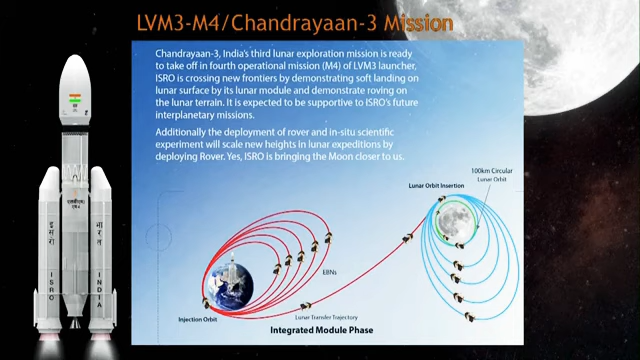 LVM3-M4/Chandrayaan-3 Mission
Chandrayaan-3, India's third lunar exploration mission is ready
to take off in fourth operational mission (M4) of LVM3 launcher,
ISRO is crossing new frontiers by demonstrating soft landing on
lunar surface by its lunar module and demonstrate roving on
the lunar terrain. It is expected to be supportive to ISRO's future
interplanetary missions.
Additionally the deployment of rover and in-situ scientific
experiment will scale new heights in lunar expeditions by
deploying Rover. Yes, ISRO is bringing the Moon closer to us.
100km Circular
Lunar Orbit
Lunar Orbit Insertion
EBNs
Lunar Transfer Trajectory
Injection Orbit
Integrated Module Phase
इसरो
ISRO
भारत
INDIA